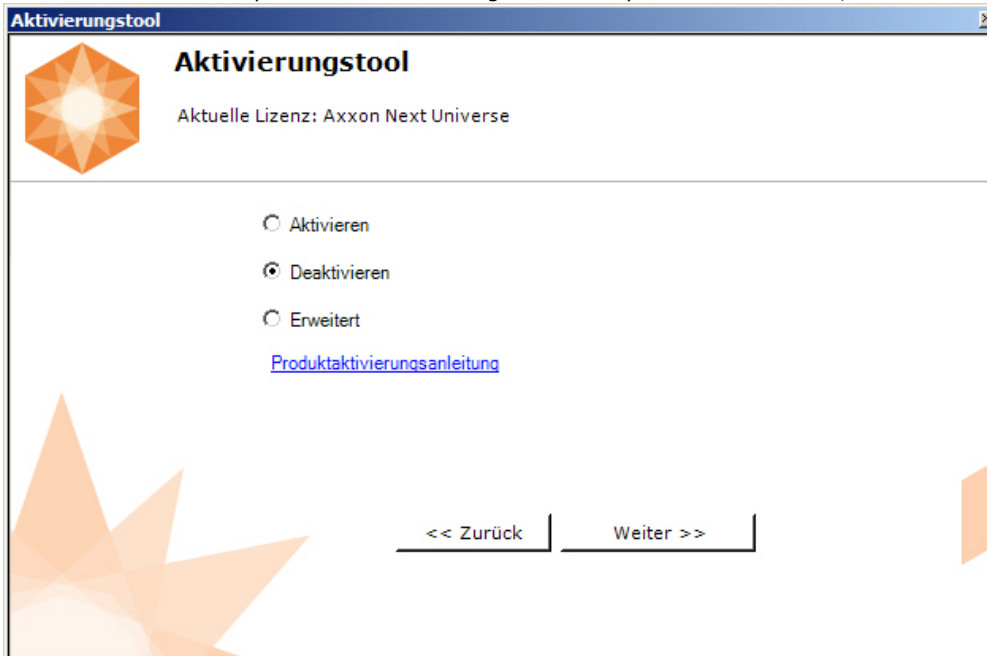 Aktivierungstool
Aktivierungstool
Aktuelle Lizenz: Axxon Next Universe
Aktivieren
Deaktivieren
Erweitert
Produktaktivierungsanleitung
<< Zurück
Weiter >>